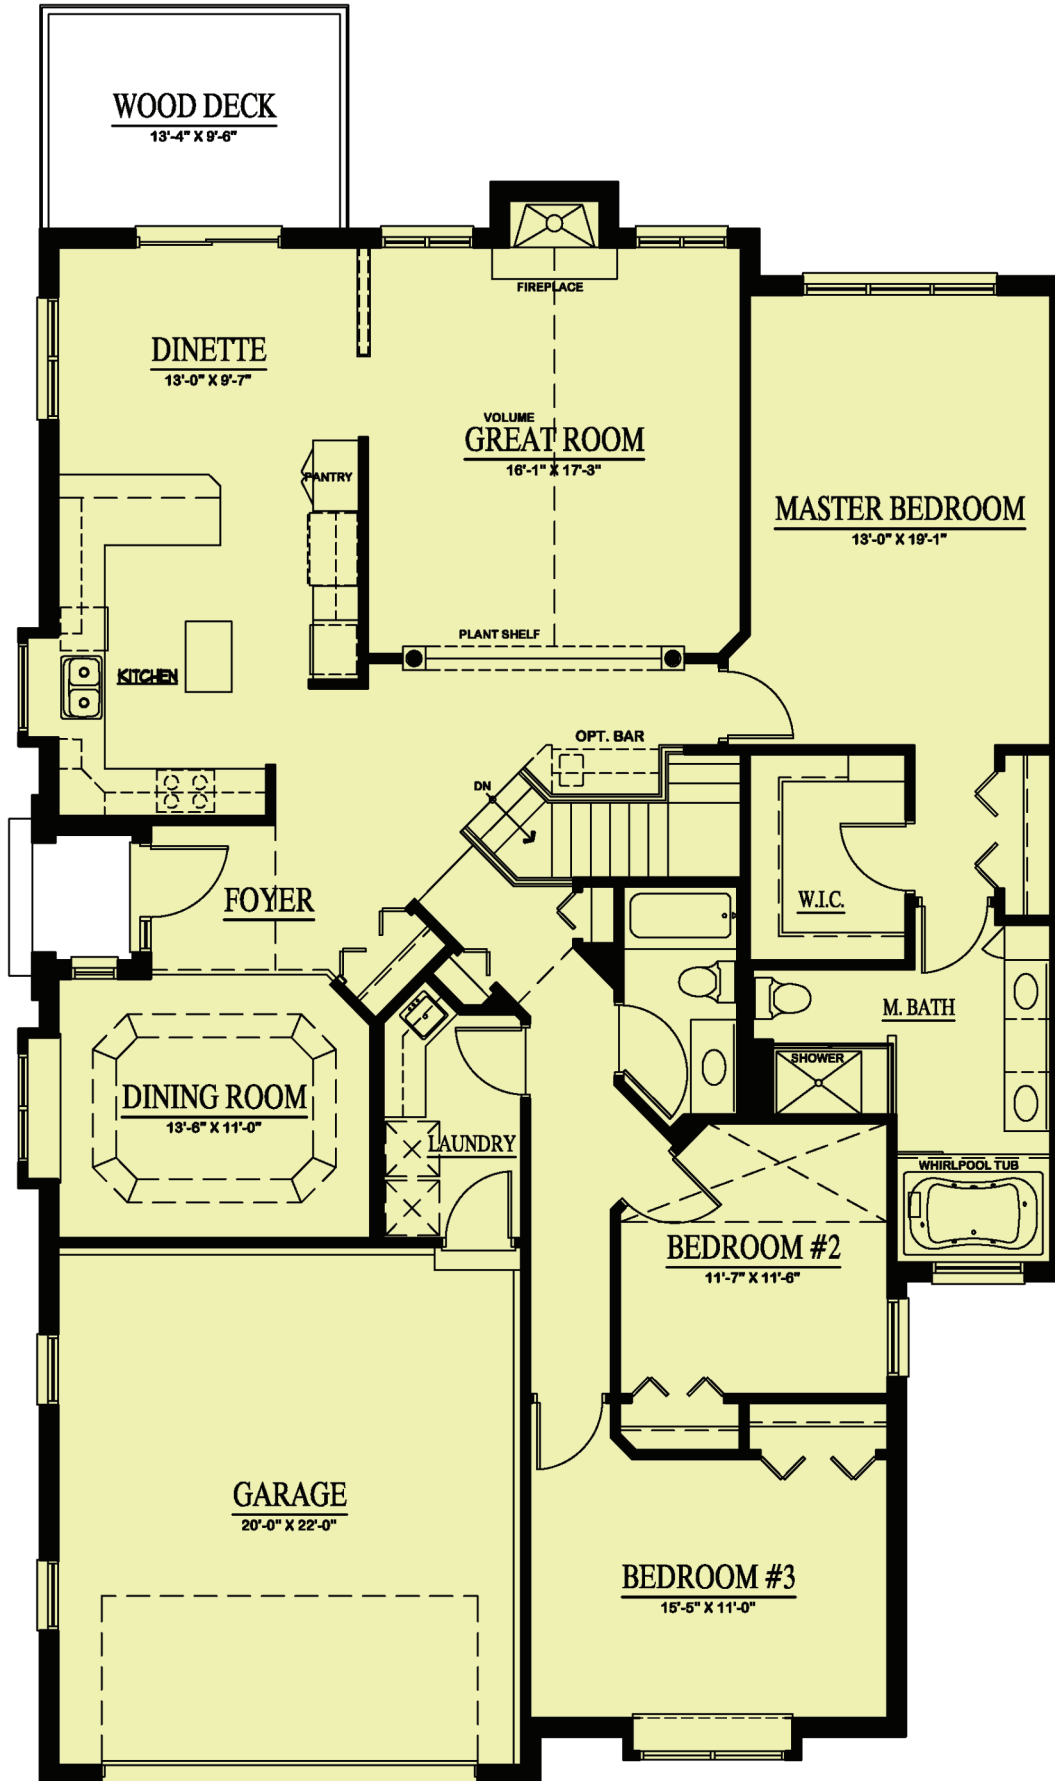 WOOD DECK
13'-4" X 9'-6"
FIREPLACE
DINETTE
13'-0" X 9'-7"
VOLUME
GREAT ROOM
16'-1" X 17'-3"
PANTRY
MASTER BEDROOM
13'-0" X 19'-1"
PLANT SHELF
KITCHEN
OPT. BAR
DN
FOYER
W.I.C.
M. BATH
SHOWER
DINING ROOM
13'-6" X 11'-0"
LAUNDRY
WHIRLPOOL TUB
BEDROOM #2
11'-7" X 11'-6"
GARAGE
20'-0" X 22'-0"
BEDROOM #3
15'-5" X 11'-0"